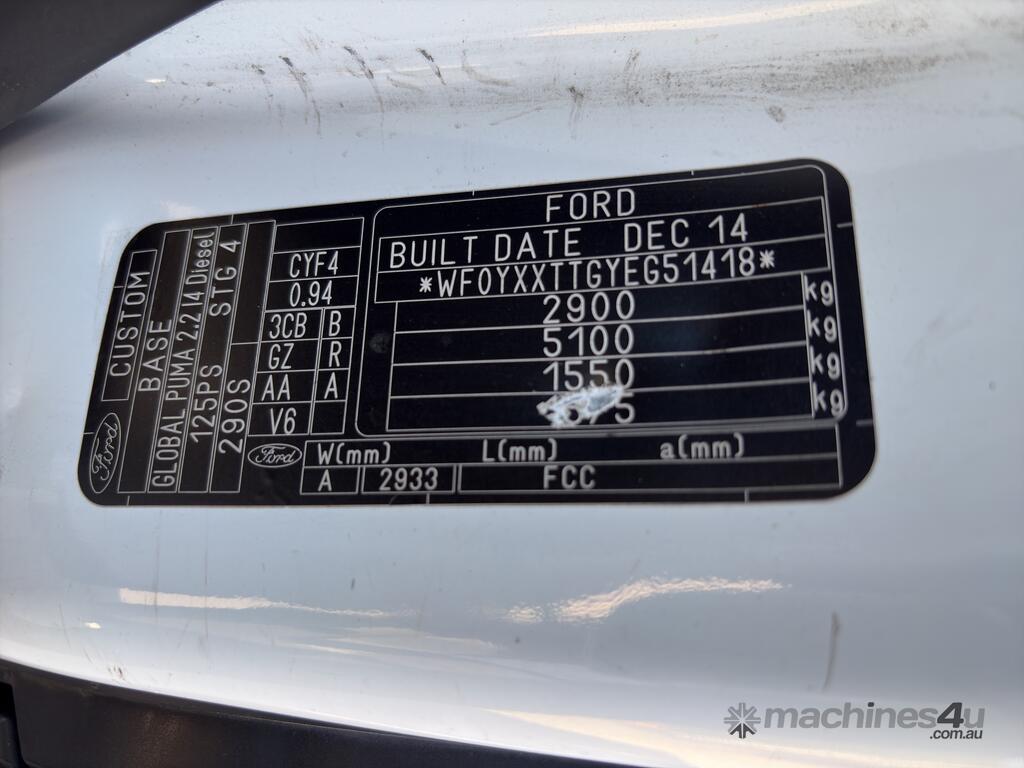 FORD
BUILT DATE DEC 14
*WF0YXXTTGYEG51418*
2900 kg
5100 kg
1550 kg
kg
CUSTOM
BASE
GLOBAL PUMA 2.2 I4 Diesel
125PS STG 4
290S
CYF4
0.94
3CB B
GZ R
AA A
V6
Ford
Ford
W(mm) L(mm) a(mm)
A 2933 FCC
machines4u
.com.au